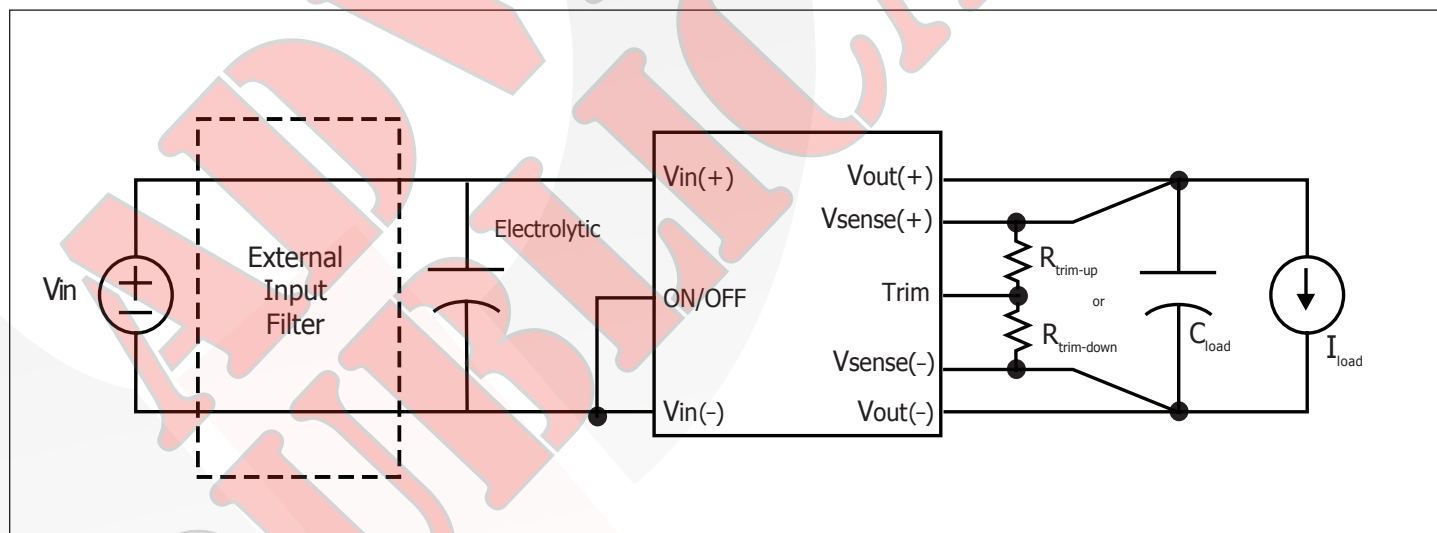 Vin
External
Input
Filter
Electrolytic
Vin(+)
ON/OFF
Vin(−)
Vout(+)
Vsense(+)
Trim
Vsense(−)
Vout(−)
Rtrim-up
or
Rtrim-down
Cload
Iload